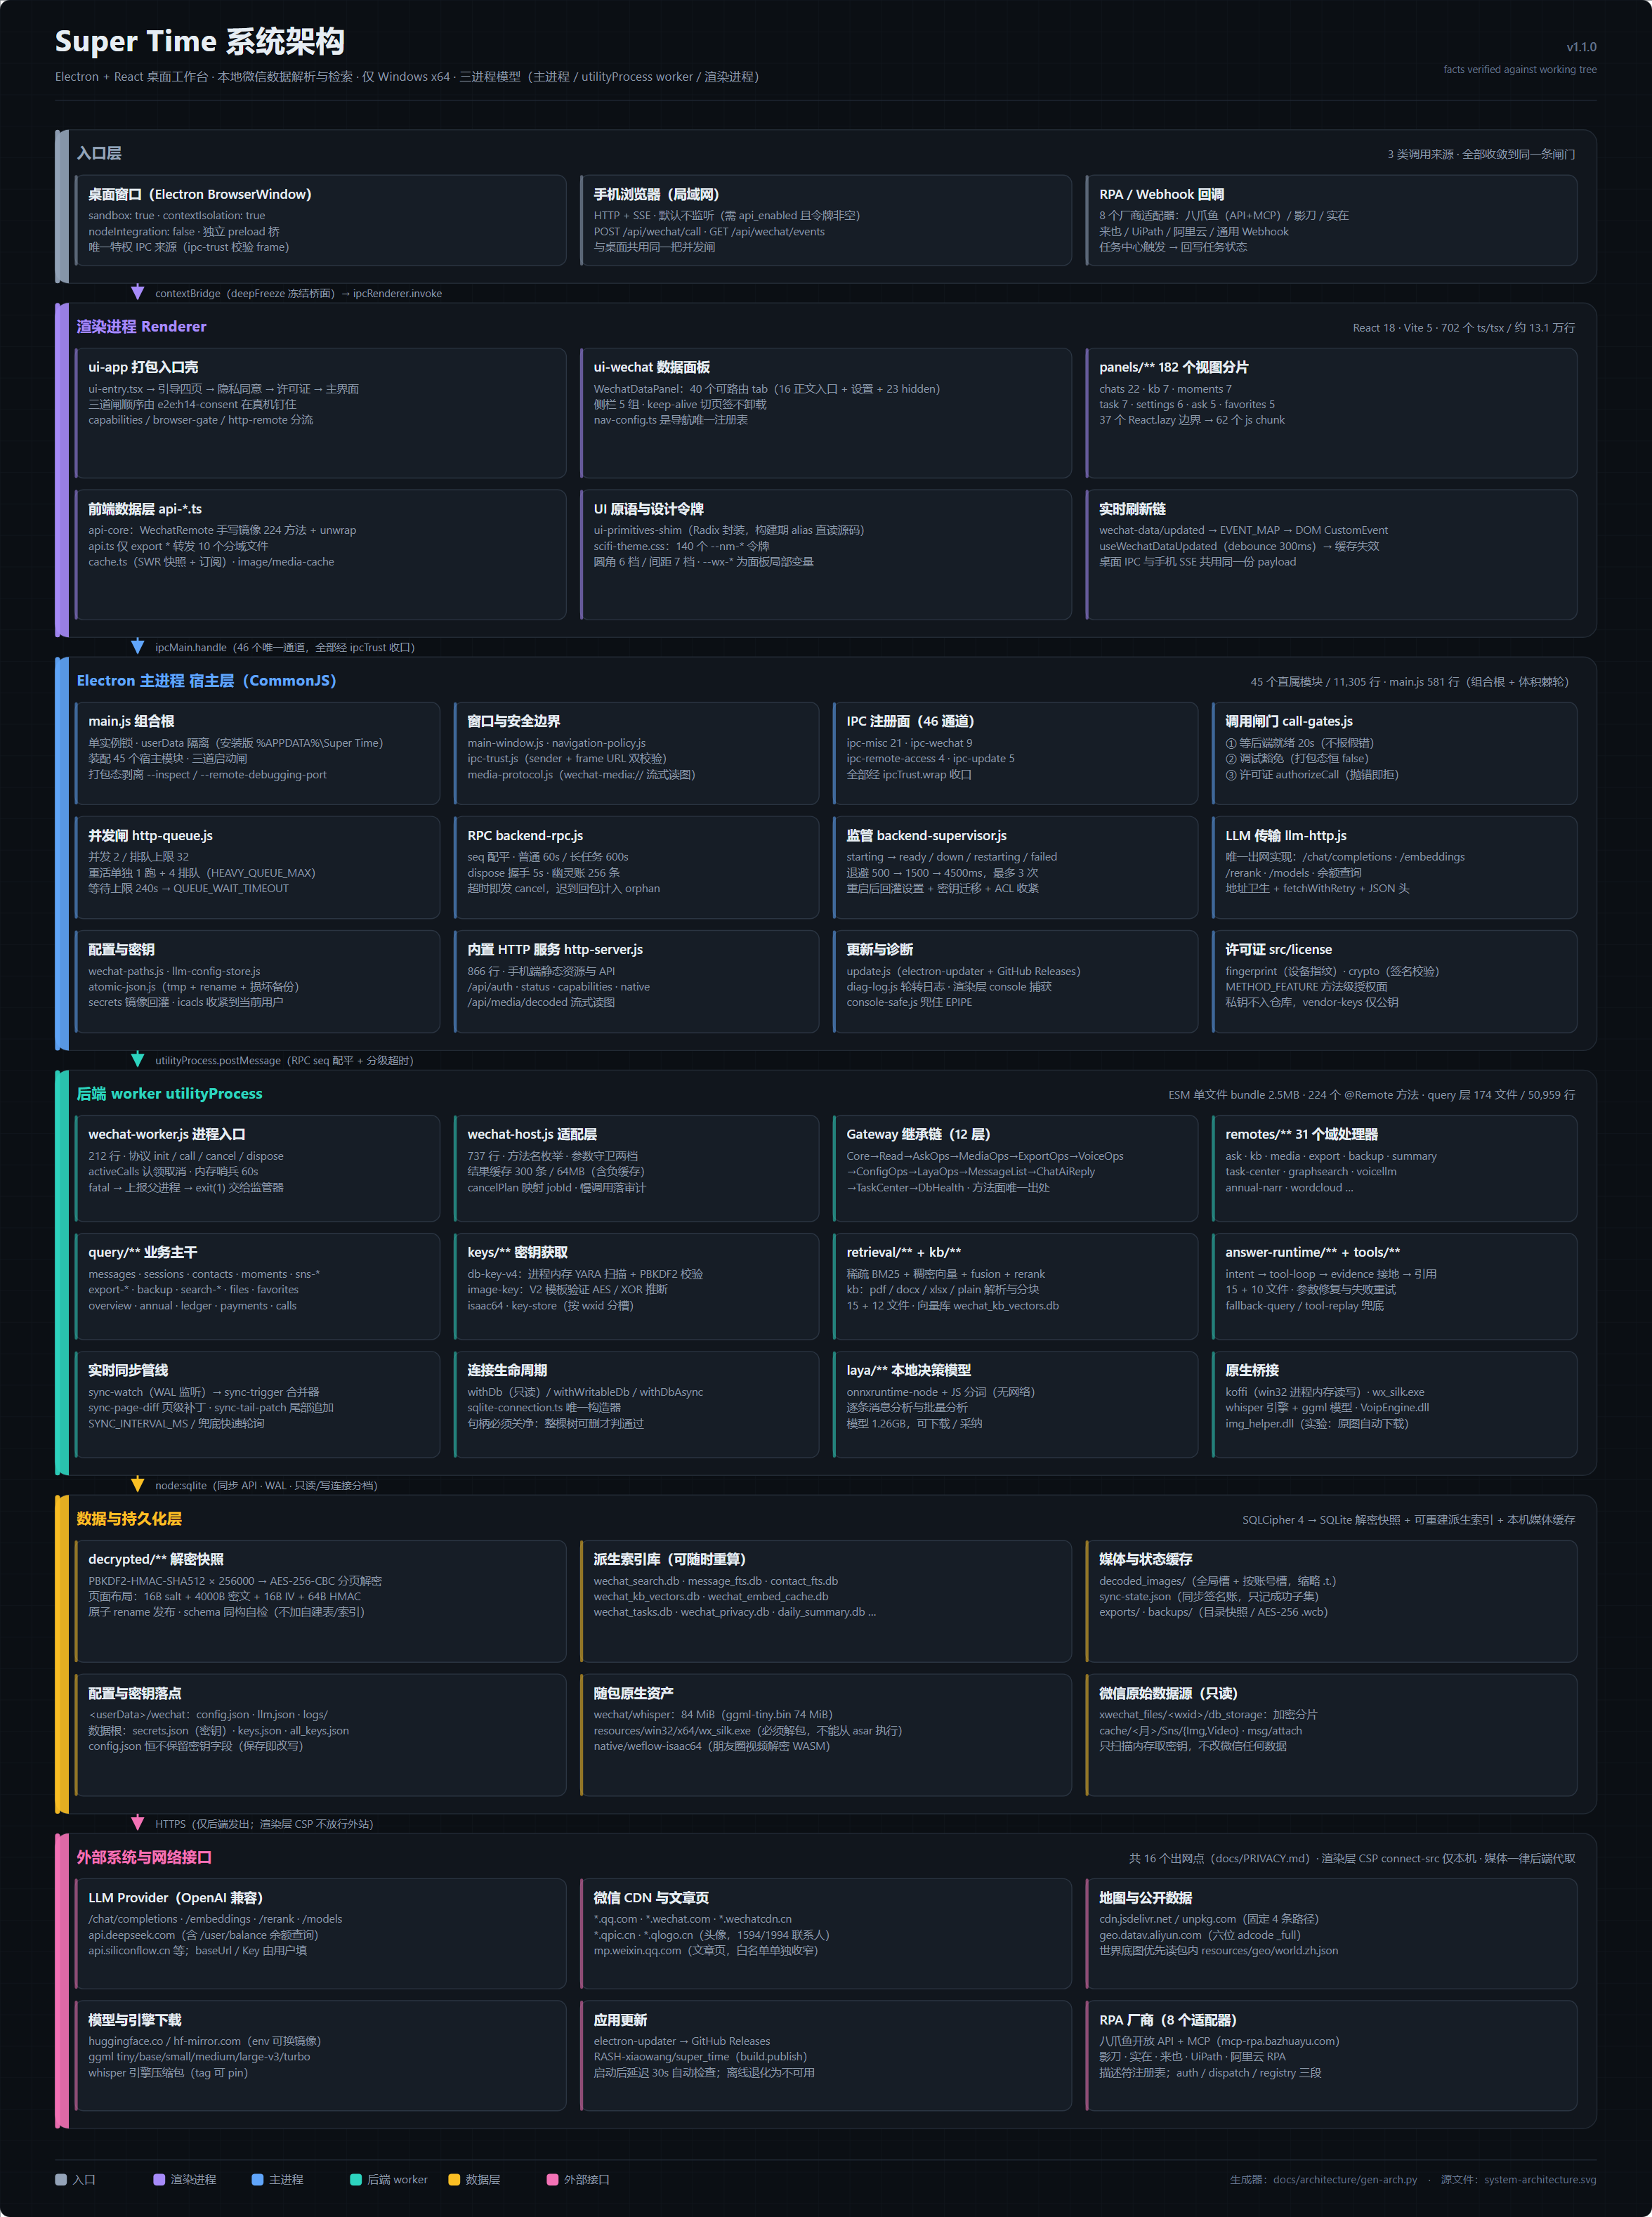 Super Time 系统架构
v1.1.0
Electron + React 桌面工作台 · 本地微信数据解析与检索 · 仅 Windows x64 · 三进程模型（主进程 / utilityProcess worker / 渲染进程）
facts verified against working tree
入口层
3 类调用来源 · 全部收敛到同一条闸门
桌面窗口（Electron BrowserWindow）
sandbox: true · contextIsolation: true
nodeIntegration: false · 独立 preload 桥
唯一特权 IPC 来源（ipc-trust 校验 frame）
手机浏览器（局域网）
HTTP + SSE · 默认不监听（需 api_enabled 且令牌非空）
POST /api/wechat/call · GET /api/wechat/events
与桌面共用同一把并发闸
RPA / Webhook 回调
8 个厂商适配器：八爪鱼（API+MCP）/ 影刀 / 实在
来也 / UiPath / 阿里云 / 通用 Webhook
任务中心触发 → 回写任务状态
contextBridge（deepFreeze 冻结桥面）→ ipcRenderer.invoke
渲染进程 Renderer
React 18 · Vite 5 · 702 个 ts/tsx / 约 13.1 万行
ui-app 打包入口壳
ui-entry.tsx → 引导四页 → 隐私同意 → 许可证 → 主界面
三道闸顺序由 e2e:h14-consent 在真机钉住
capabilities / browser-gate / http-remote 分流
ui-wechat 数据面板
WechatDataPanel：40 个可路由 tab（16 正文入口 + 设置 + 23 hidden）
侧栏 5 组 · keep-alive 切页签不卸载
nav-config.ts 是导航唯一注册表
panels/** 182 个视图分片
chats 22 · kb 7 · moments 7
task 7 · settings 6 · ask 5 · favorites 5
37 个 React.lazy 边界 → 62 个 js chunk
前端数据层 api-*.ts
api-core：WechatRemote 手写镜像 224 方法 + unwrap
api.ts 仅 export * 转发 10 个分域文件
cache.ts（SWR 快照 + 订阅）· image/media-cache
UI 原语与设计令牌
ui-primitives-shim（Radix 封装，构建期 alias 直读源码）
scifi-theme.css：140 个 --nm-* 令牌
圆角 6 档 / 间距 7 档 · --wx-* 为面板局部变量
实时刷新链
wechat-data/updated → EVENT_MAP → DOM CustomEvent
useWechatDataUpdated（debounce 300ms）→ 缓存失效
桌面 IPC 与手机 SSE 共用同一份 payload
ipcMain.handle（46 个唯一通道，全部经 ipcTrust 收口）
Electron 主进程 宿主层（CommonJS）
45 个直属模块 / 11,305 行 · main.js 581 行（组合根 + 体积棘轮）
main.js 组合根
单实例锁 · userData 隔离（安装版 %APPDATA%\Super Time）
装配 45 个宿主模块 · 三道启动闸
打包态剥离 --inspect / --remote-debugging-port
窗口与安全边界
main-window.js · navigation-policy.js
ipc-trust.js（sender + frame URL 双校验）
media-protocol.js（wechat-media:// 流式读图）
IPC 注册面（46 通道）
ipc-misc 21 · ipc-wechat 9
ipc-remote-access 4 · ipc-update 5
全部经 ipcTrust.wrap 收口
调用闸门 call-gates.js
① 等后端就绪 20s（不报假错）
② 调试豁免（打包态恒 false）
③ 许可证 authorizeCall（抛错即拒）
并发闸 http-queue.js
并发 2 / 排队上限 32
重活单独 1 跑 + 4 排队（HEAVY_QUEUE_MAX）
等待上限 240s → QUEUE_WAIT_TIMEOUT
RPC backend-rpc.js
seq 配平 · 普通 60s / 长任务 600s
dispose 握手 5s · 幽灵账 256 条
超时即发 cancel，迟到回包计入 orphan
监管 backend-supervisor.js
starting → ready / down / restarting / failed
退避 500 → 1500 → 4500ms，最多 3 次
重启后回灌设置 + 密钥迁移 + ACL 收紧
LLM 传输 llm-http.js
唯一出网实现：/chat/completions · /embeddings
/rerank · /models · 余额查询
地址卫生 + fetchWithRetry + JSON 头
配置与密钥
wechat-paths.js · llm-config-store.js
atomic-json.js（tmp + rename + 损坏备份）
secrets 镜像回灌 · icacls 收紧到当前用户
内置 HTTP 服务 http-server.js
866 行 · 手机端静态资源与 API
/api/auth · status · capabilities · native
/api/media/decoded 流式读图
更新与诊断
update.js（electron-updater + GitHub Releases）
diag-log.js 轮转日志 · 渲染层 console 捕获
console-safe.js 兜住 EPIPE
许可证 src/license
fingerprint（设备指纹）· crypto（签名校验）
METHOD_FEATURE 方法级授权面
私钥不入仓库，vendor-keys 仅公钥
utilityProcess.postMessage（RPC seq 配平 + 分级超时）
后端 worker utilityProcess
ESM 单文件 bundle 2.5MB · 224 个 @Remote 方法 · query 层 174 文件 / 50,959 行
wechat-worker.js 进程入口
212 行 · 协议 init / call / cancel / dispose
activeCalls 认领取消 · 内存哨兵 60s
fatal → 上报父进程 → exit(1) 交给监管器
wechat-host.js 适配层
737 行 · 方法名枚举 · 参数守卫两档
结果缓存 300 条 / 64MB（含负缓存）
cancelPlan 映射 jobId · 慢调用落审计
Gateway 继承链（12 层）
Core→Read→AskOps→MediaOps→ExportOps→VoiceOps
→ConfigOps→LayaOps→MessageList→ChatAiReply
→TaskCenter→DbHealth · 方法面唯一出处
remotes/** 31 个域处理器
ask · kb · media · export · backup · summary
task-center · graphsearch · voicellm
annual-narr · wordcloud ...
query/** 业务主干
messages · sessions · contacts · moments · sns-*
export-* · backup · search-* · files · favorites
overview · annual · ledger · payments · calls
keys/** 密钥获取
db-key-v4：进程内存 YARA 扫描 + PBKDF2 校验
image-key：V2 模板验证 AES / XOR 推断
isaac64 · key-store（按 wxid 分槽）
retrieval/** + kb/**
稀疏 BM25 + 稠密向量 + fusion + rerank
kb：pdf / docx / xlsx / plain 解析与分块
15 + 12 文件 · 向量库 wechat_kb_vectors.db
answer-runtime/** + tools/**
intent → tool-loop → evidence 接地 → 引用
15 + 10 文件 · 参数修复与失败重试
fallback-query / tool-replay 兜底
实时同步管线
sync-watch（WAL 监听）→ sync-trigger 合并器
sync-page-diff 页级补丁 · sync-tail-patch 尾部追加
SYNC_INTERVAL_MS / 兜底快速轮询
连接生命周期
withDb（只读）/ withWritableDb / withDbAsync
sqlite-connection.ts 唯一构造器
句柄必须关净：整棵树可删才判通过
laya/** 本地决策模型
onnxruntime-node + JS 分词（无网络）
逐条消息分析与批量分析
模型 1.26GB，可下载 / 采纳
原生桥接
koffi（win32 进程内存读写）· wx_silk.exe
whisper 引擎 + ggml 模型 · VoipEngine.dll
img_helper.dll（实验：原图自动下载）
node:sqlite（同步 API · WAL · 只读/写连接分档）
数据与持久化层
SQLCipher 4 → SQLite 解密快照 + 可重建派生索引 + 本机媒体缓存
decrypted/** 解密快照
PBKDF2-HMAC-SHA512 × 256000 → AES-256-CBC 分页解密
页面布局：16B salt + 4000B 密文 + 16B IV + 64B HMAC
原子 rename 发布 · schema 同构自检（不加自建表/索引）
派生索引库（可随时重算）
wechat_search.db · message_fts.db · contact_fts.db
wechat_kb_vectors.db · wechat_embed_cache.db
wechat_tasks.db · wechat_privacy.db · daily_summary.db ...
媒体与状态缓存
decoded_images/（全局槽 + 按账号槽，缩略 .t.）
sync-state.json（同步签名账，只记成功子集）
exports/ · backups/（目录快照 / AES-256 .wcb）
配置与密钥落点
<userData>/wechat：config.json · llm.json · logs/
数据根：secrets.json（密钥）· keys.json · all_keys.json
config.json 恒不保留密钥字段（保存即改写）
随包原生资产
wechat/whisper：84 MiB（ggml-tiny.bin 74 MiB）
resources/win32/x64/wx_silk.exe（必须解包，不能从 asar 执行）
native/weflow-isaac64（朋友圈视频解密 WASM）
微信原始数据源（只读）
xwechat_files/<wxid>/db_storage：加密分片
cache/<月>/Sns/{Img,Video} · msg/attach
只扫描内存取密钥，不改微信任何数据
HTTPS（仅后端发出；渲染层 CSP 不放行外站）
外部系统与网络接口
共 16 个出网点（docs/PRIVACY.md）· 渲染层 CSP connect-src 仅本机 · 媒体一律后端代取
LLM Provider（OpenAI 兼容）
/chat/completions · /embeddings · /rerank · /models
api.deepseek.com（含 /user/balance 余额查询）
api.siliconflow.cn 等；baseUrl / Key 由用户填
微信 CDN 与文章页
*.qq.com · *.wechat.com · *.wechatcdn.cn
*.qpic.cn · *.qlogo.cn（头像，1594/1994 联系人）
mp.weixin.qq.com（文章页，白名单单独收窄）
地图与公开数据
cdn.jsdelivr.net / unpkg.com（固定 4 条路径）
geo.datav.aliyun.com（六位 adcode _full）
世界底图优先读包内 resources/geo/world.zh.json
模型与引擎下载
huggingface.co / hf-mirror.com（env 可换镜像）
ggml tiny/base/small/medium/large-v3/turbo
whisper 引擎压缩包（tag 可 pin）
应用更新
electron-updater → GitHub Releases
RASH-xiaowang/super_time（build.publish）
启动后延迟 30s 自动检查；离线退化为不可用
RPA 厂商（8 个适配器）
八爪鱼开放 API + MCP（mcp-rpa.bazhuayu.com）
影刀 · 实在 · 来也 · UiPath · 阿里云 RPA
描述符注册表；auth / dispatch / registry 三段
入口
渲染进程
主进程
后端 worker
数据层
外部接口
生成器：docs/architecture/gen-arch.py · 源文件：system-architecture.svg